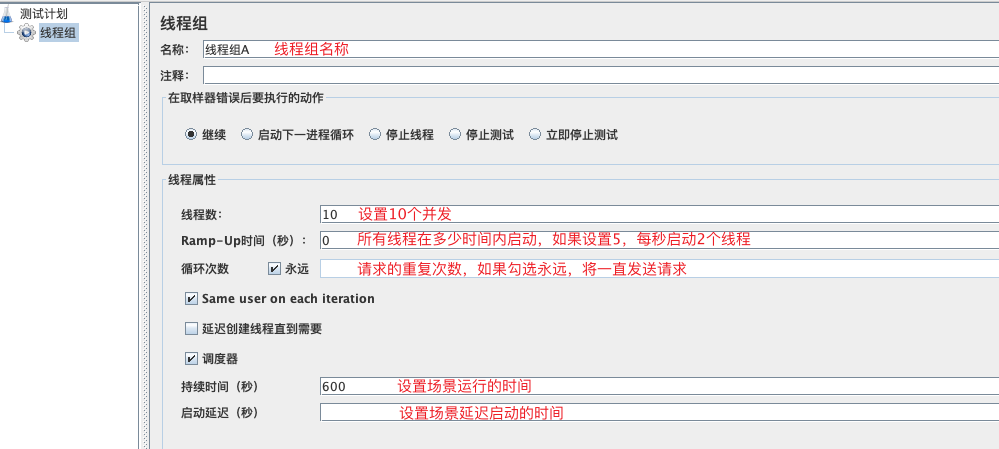 测试计划
线程组
线程组
名称： 线程组A 线程组名称
注释：
在取样器错误后要执行的动作
继续 启动下一进程循环 停止线程 停止测试 立即停止测试
线程属性
线程数： 10 设置10个并发
Ramp-Up时间（秒）： 0 所有线程在多少时间内启动，如果设置5，每秒启动2个线程
循环次数 永远 请求的重复次数，如果勾选永远，将一直发送请求
Same user on each iteration
延迟创建线程直到需要
调度器
持续时间（秒） 600 设置场景运行的时间
启动延迟（秒） 设置场景延迟启动的时间